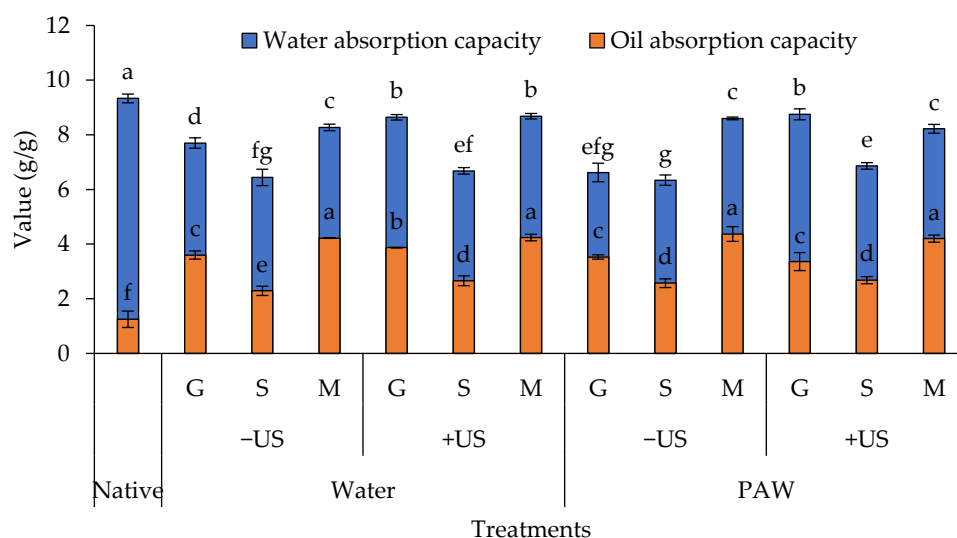 12
10
8
6
4
2
0
Value (g/g)
Water absorption capacity
Oil absorption capacity
a
d
fg
c
b
ef
b
efg
g
c
b
e
c
f
c
e
a
b
d
a
c
d
a
c
d
a
G S M G S M G S M G S M
−US +US −US +US
Native Water PAW
Treatments